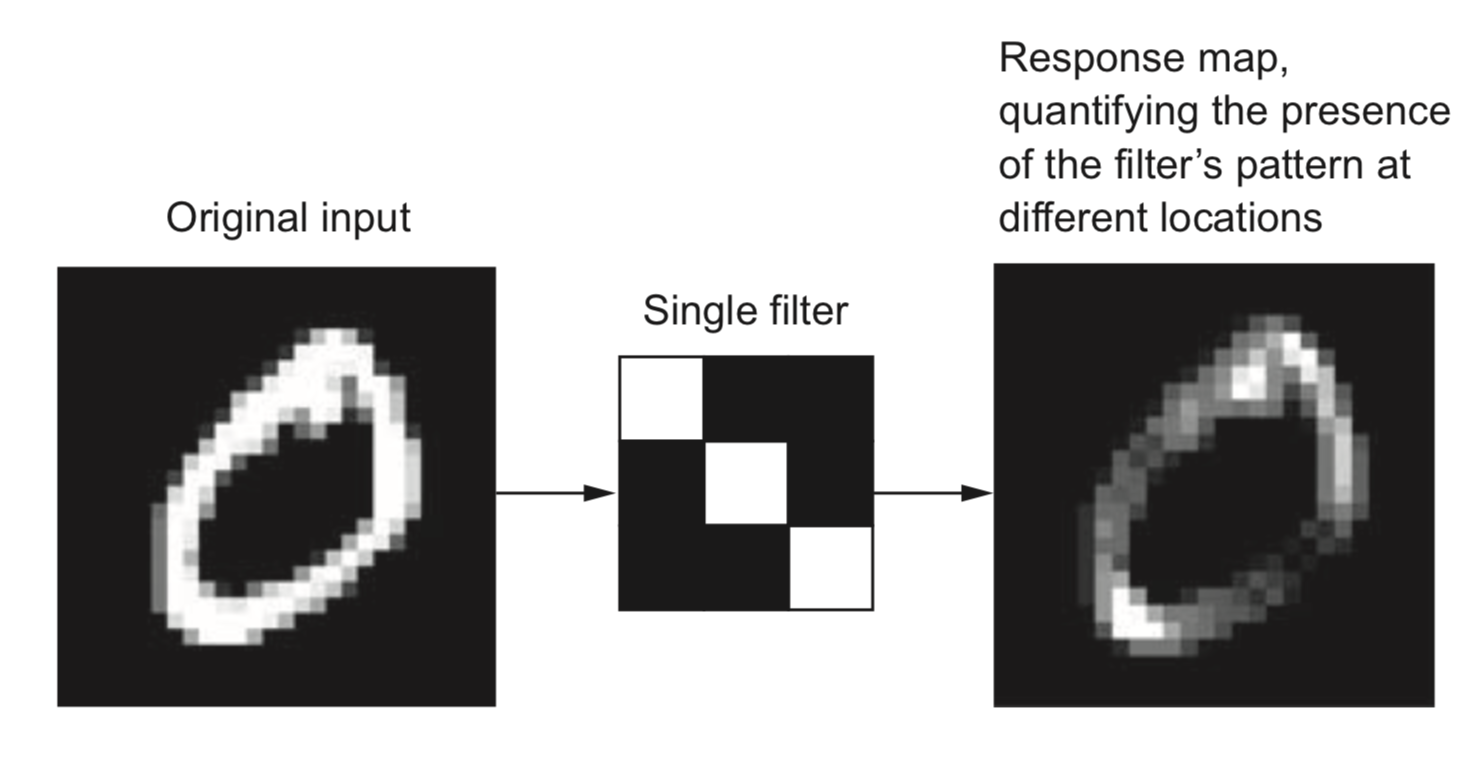 Original input
Single filter
Response map,
quantifying the presence
of the filter’s pattern at
different locations